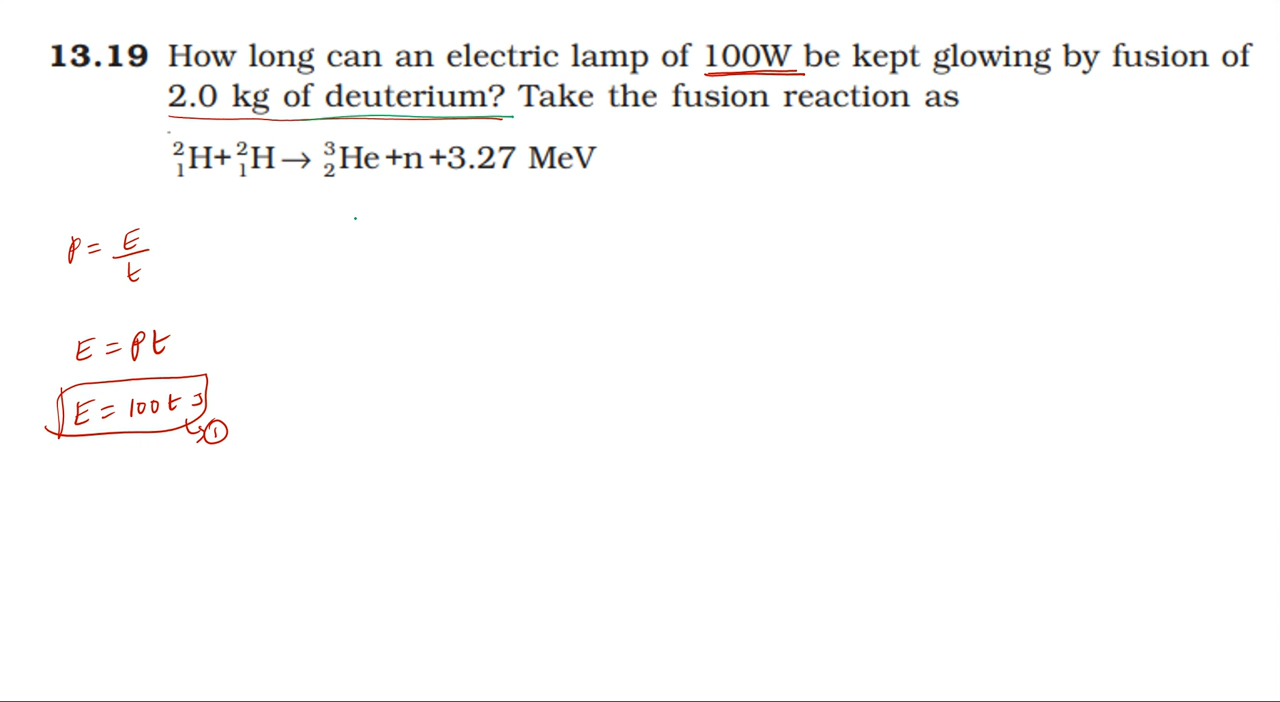 13.19 How long can an electric lamp of 100W be kept glowing by fusion of
2.0 kg of deuterium? Take the fusion reaction as
²₁H+²₁H→ ³₂He+n+3.27 MeV
P = E/t
E = Pt
E = 100t J
①